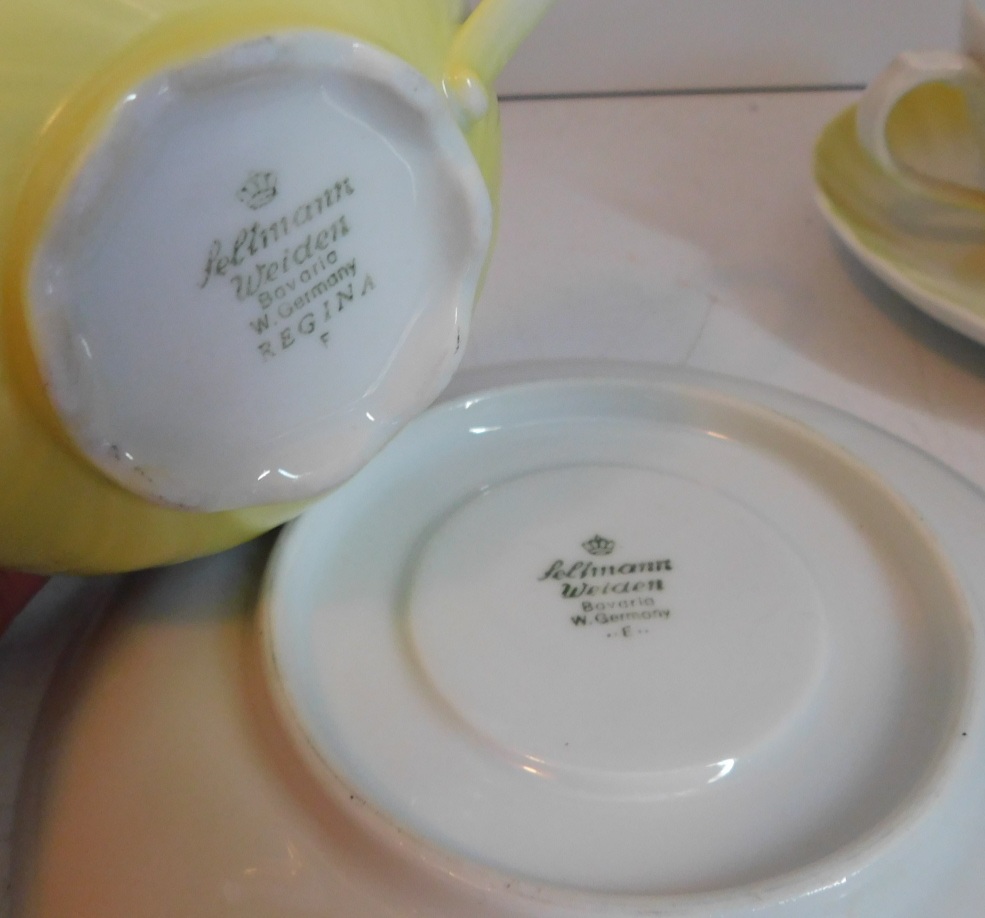 Seltmann
Weiden
Bavaria
W. Germany
REGINA
F
Seltmann
Weiden
Bavaria
W. Germany
··E··